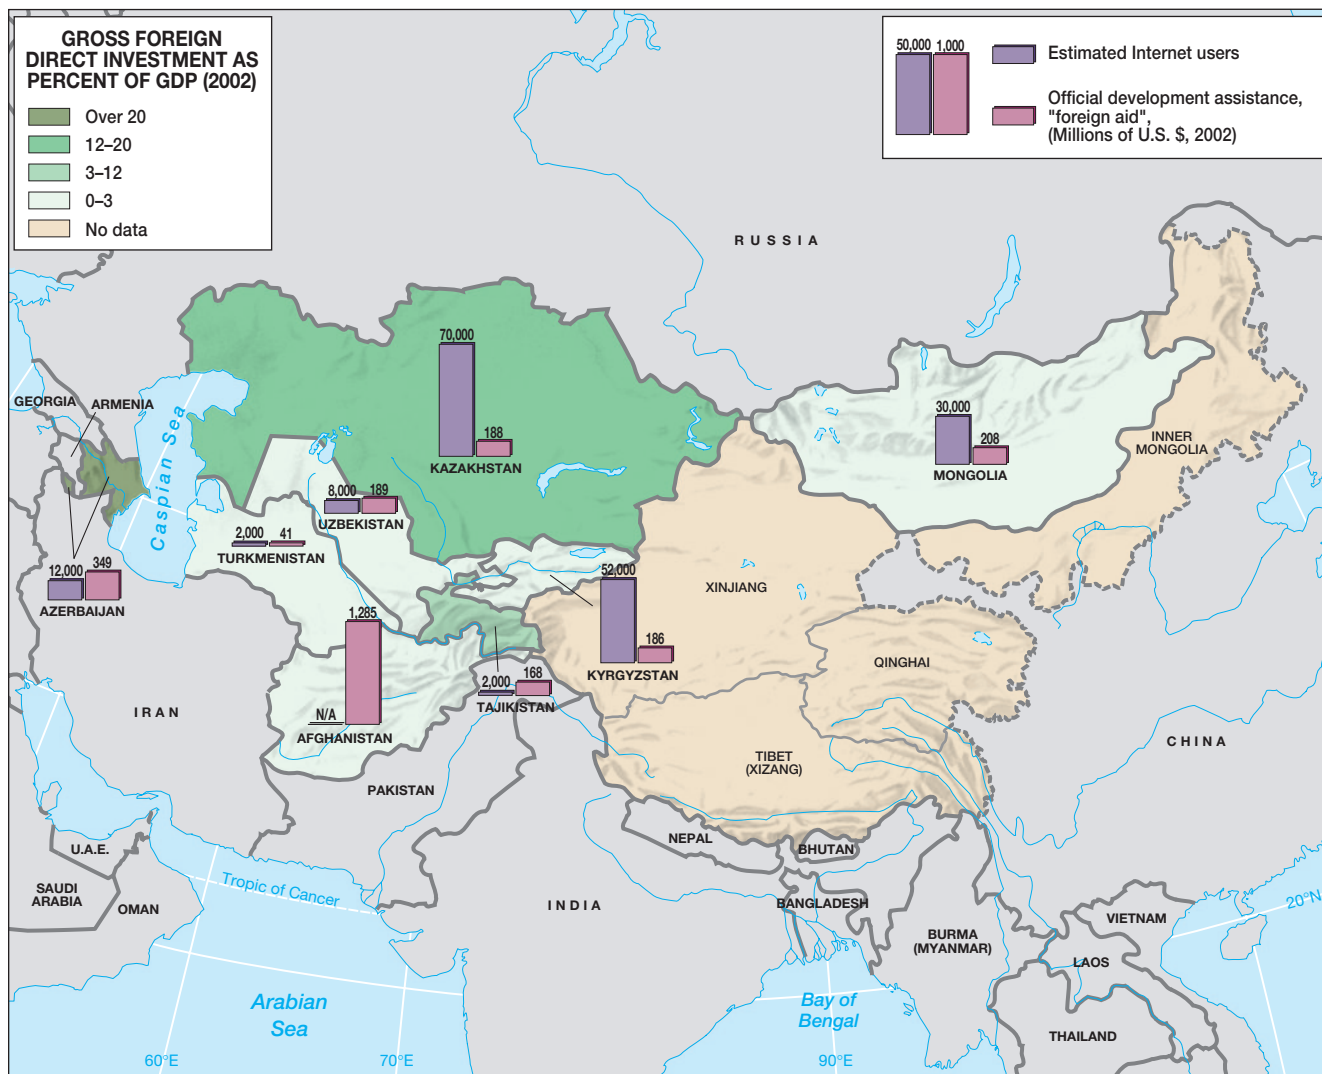 GROSS FOREIGN
DIRECT INVESTMENT AS
PERCENT OF GDP (2002)
Over 20
12–20
3–12
0–3
No data
50,000 1,000
Estimated Internet users
Official development assistance,
"foreign aid",
(Millions of U.S. $, 2002)
RUSSIA
GEORGIA
ARMENIA
Caspian Sea
70,000
188
KAZAKHSTAN
30,000
208
MONGOLIA
INNER
MONGOLIA
8,000 189
UZBEKISTAN
2,000 41
TURKMENISTAN
12,000 349
AZERBAIJAN
52,000
186
KYRGYZSTAN
XINJIANG
1,285
N/A
AFGHANISTAN
2,000 168
TAJIKISTAN
QINGHAI
IRAN
CHINA
TIBET
(XIZANG)
PAKISTAN
NEPAL
BHUTAN
U.A.E.
SAUDI
ARABIA
OMAN
Tropic of Cancer
INDIA
BANGLADESH
BURMA
(MYANMAR)
VIETNAM
20°N
LAOS
THAILAND
Arabian
Sea
Bay of
Bengal
60°E
70°E
90°E